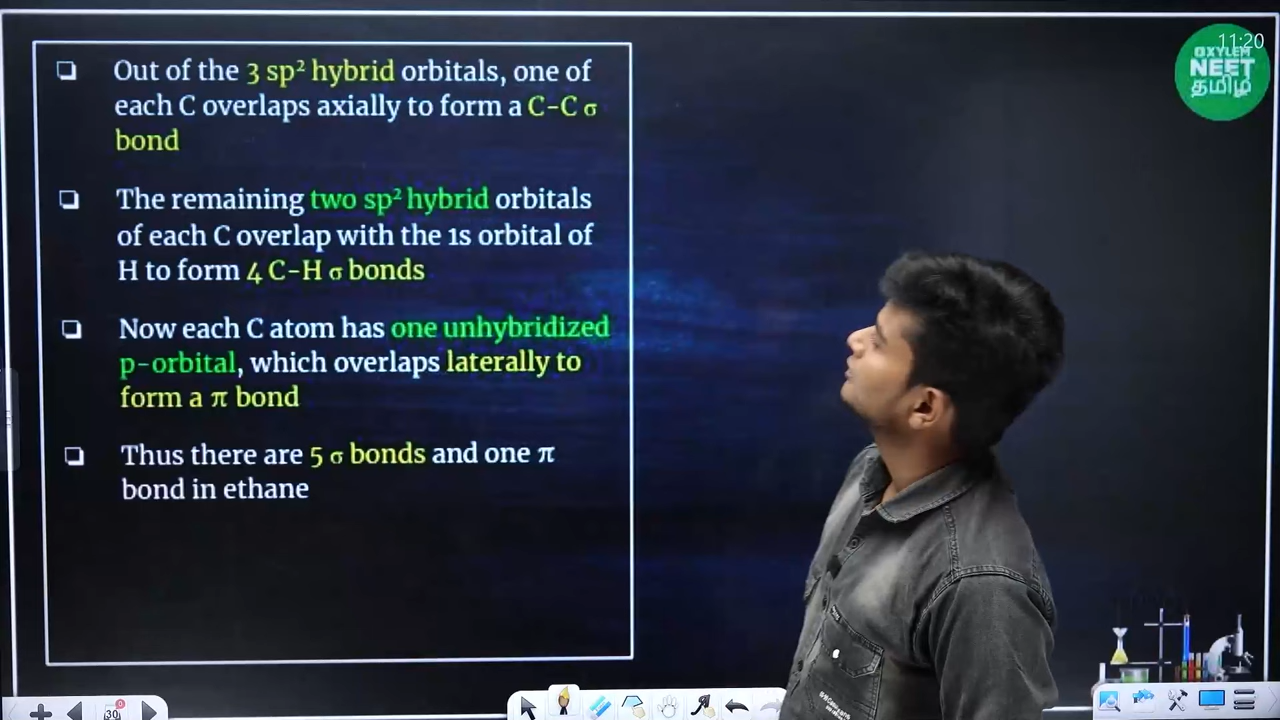 Out of the 3 sp² hybrid orbitals, one of
each C overlaps axially to form a C-C σ
bond
The remaining two sp² hybrid orbitals
of each C overlap with the 1s orbital of
H to form 4 C-H σ bonds
Now each C atom has one unhybridized
p-orbital, which overlaps laterally to
form a π bond
Thus there are 5 σ bonds and one π
bond in ethane
11:20
OXYLEM
NEET
தமிழ்
30